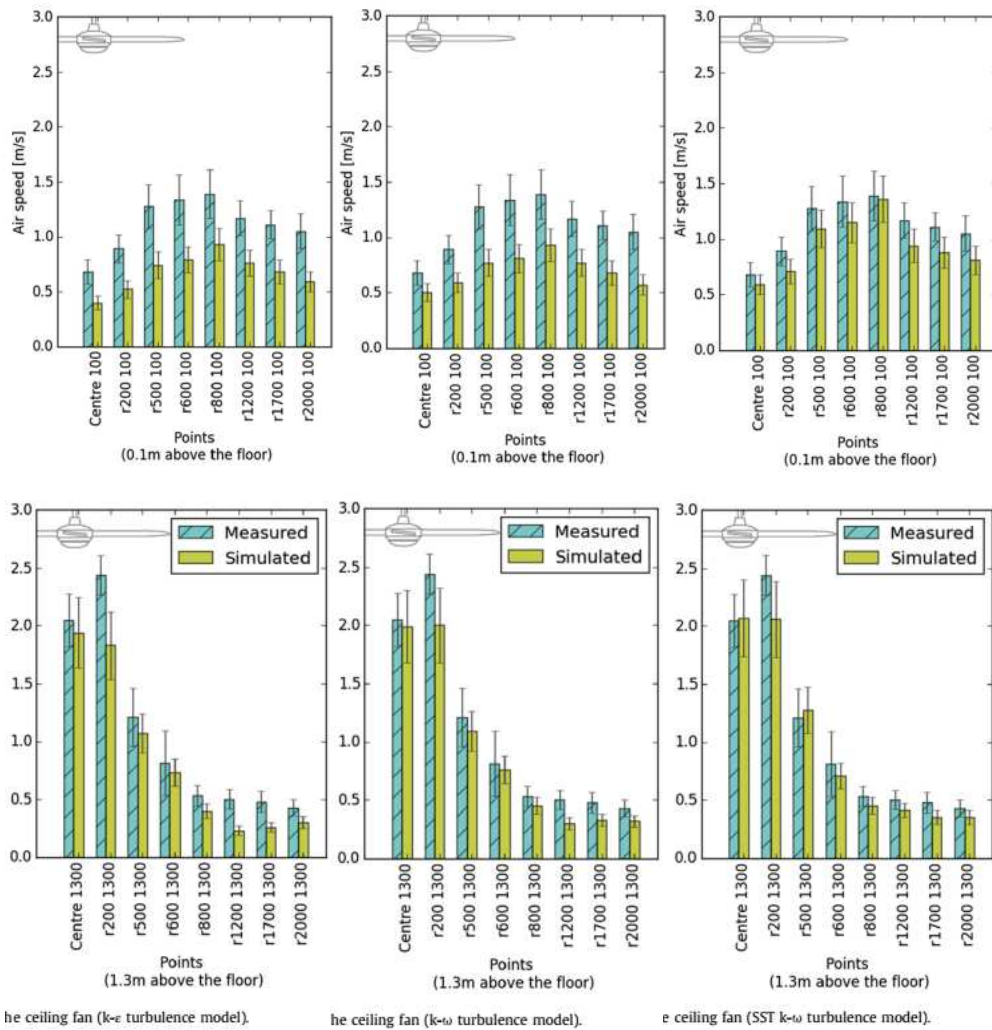 3.0
2.5
2.0
1.5
1.0
0.5
0.0
Air speed [m/s]
Centre 100
r200 100
r500 100
r600 100
r800 100
r1200 100
r1700 100
r2000 100
Points
(0.1m above the floor)
3.0
2.5
2.0
1.5
1.0
0.5
0.0
Air speed [m/s]
Centre 100
r200 100
r500 100
r600 100
r800 100
r1200 100
r1700 100
r2000 100
Points
(0.1m above the floor)
3.0
2.5
2.0
1.5
1.0
0.5
0.0
Air speed [m/s]
Centre 100
r200 100
r500 100
r600 100
r800 100
r1200 100
r1700 100
r2000 100
Points
(0.1m above the floor)
3.0
2.5
2.0
1.5
1.0
0.5
0.0
Measured
Simulated
Centre 1300
r200 1300
r500 1300
r600 1300
r800 1300
r1200 1300
r1700 1300
r2000 1300
Points
(1.3m above the floor)
3.0
2.5
2.0
1.5
1.0
0.5
0.0
Measured
Simulated
Centre 1300
r200 1300
r500 1300
r600 1300
r800 1300
r1200 1300
r1700 1300
r2000 1300
Points
(1.3m above the floor)
3.0
2.5
2.0
1.5
1.0
0.5
0.0
Measured
Simulated
Centre 1300
r200 1300
r500 1300
r600 1300
r800 1300
r1200 1300
r1700 1300
r2000 1300
Points
(1.3m above the floor)
he ceiling fan (k-ε turbulence model).
he ceiling fan (k-ω turbulence model).
e ceiling fan (SST k-ω turbulence model).